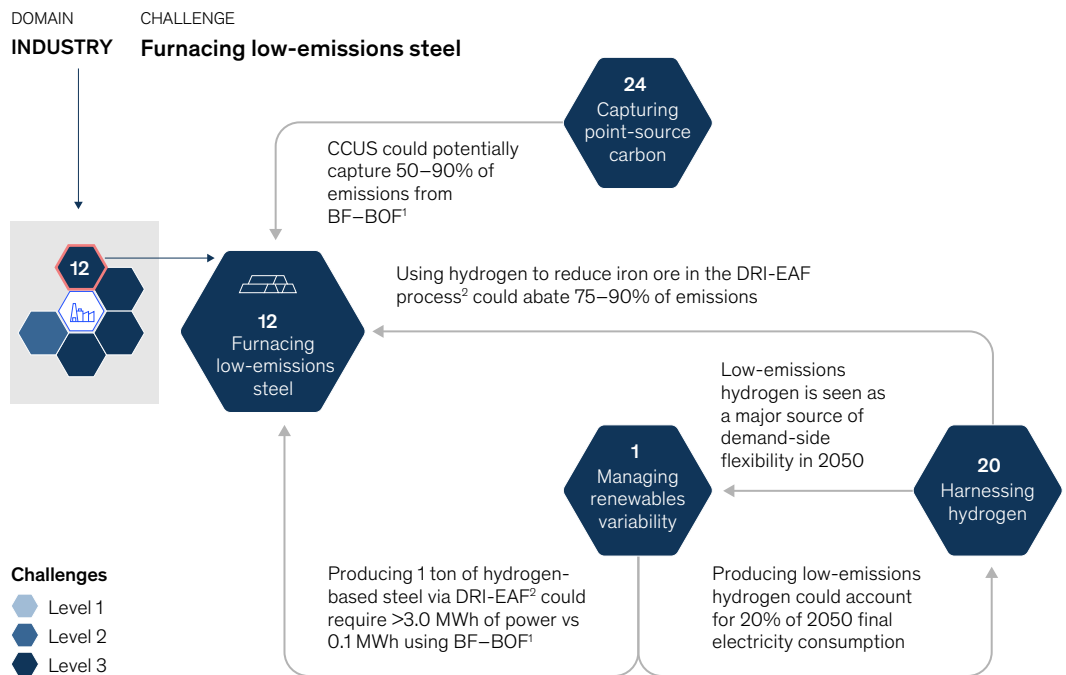 DOMAIN
CHALLENGE
INDUSTRY
Furnacing low-emissions steel
24
Capturing
point-source
carbon
CCUS could potentially
capture 50–90% of
emissions from
BF–BOF¹
12
Using hydrogen to reduce iron ore in the DRI-EAF
process² could abate 75–90% of emissions
12
Furnacing
low-emissions
steel
Low-emissions
hydrogen is seen as
a major source of
demand-side
flexibility in 2050
1
Managing
renewables
variability
20
Harnessing
hydrogen
Producing 1 ton of hydrogen-
based steel via DRI-EAF² could
require >3.0 MWh of power vs
0.1 MWh using BF–BOF¹
Producing low-emissions
hydrogen could account
for 20% of 2050 final
electricity consumption
Challenges
Level 1
Level 2
Level 3